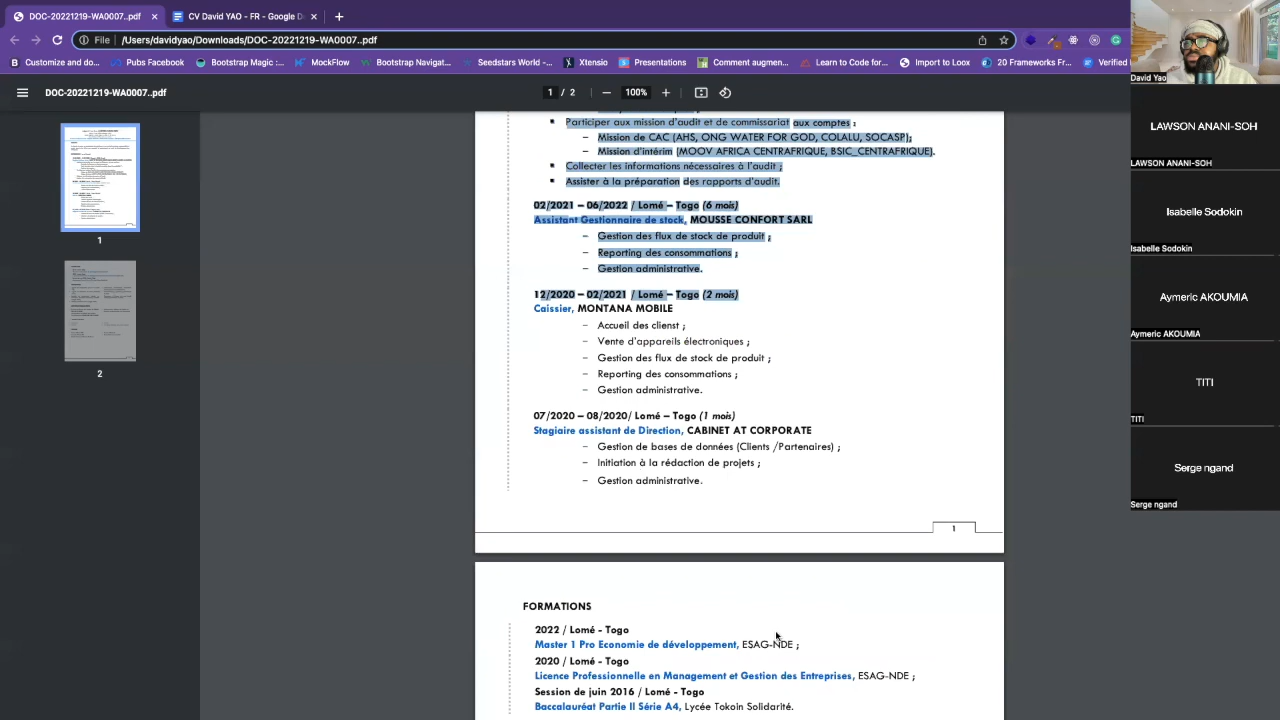 DOC-20221219-WA0007..pdf
CV David YAO - FR - Google D
File
/Users/davidyao/Downloads/DOC-20221219-WA0007..pdf
Customize and do...
Pubs Facebook
Bootstrap Magic :...
MockFlow
Bootstrap Navigat...
Seedstars World -...
Xtensio
Presentations
Comment augmen...
Learn to Code for...
Import to Loox
20 Frameworks Fr...
Verified
DOC-20221219-WA0007..pdf
1 / 2
100%
1
2
Participer aux mission d'audit et de commissariat aux comptes :
– Mission de CAC (AHS, ONG WATER FOR GOD, COLALU, SOCASP);
– Mission d'intérim (MOOV AFRICA CENTRAFRIQUE, BSIC_CENTRAFRIQUE).
Collecter les informations nécessaires à l'audit ;
Assister à la préparation des rapports d'audit.
02/2021 – 06/2022 / Lomé – Togo (6 mois)
Assistant Gestionnaire de stock, MOUSSE CONFORT SARL
– Gestion des flux de stock de produit ;
– Reporting des consommations ;
– Gestion administrative.
12/2020 – 02/2021 / Lomé – Togo (2 mois)
Caissier, MONTANA MOBILE
– Accueil des clienst ;
– Vente d'appareils électroniques ;
– Gestion des flux de stock de produit ;
– Reporting des consommations ;
– Gestion administrative.
07/2020 – 08/2020/ Lomé – Togo (1 mois)
Stagiaire assistant de Direction, CABINET AT CORPORATE
– Gestion de bases de données (Clients /Partenaires) ;
– Initiation à la rédaction de projets ;
– Gestion administrative.
1
FORMATIONS
2022 / Lomé - Togo
Master 1 Pro Economie de développement, ESAG-NDE ;
2020 / Lomé - Togo
Licence Professionnelle en Management et Gestion des Entreprises, ESAG-NDE ;
Session de juin 2016 / Lomé - Togo
Baccalauréat Partie II Série A4, Lycée Tokoin Solidarité.
David Yao
LAWSON ANANI-SOH
LAWSON ANANI-SOH
Isabelle Sodokin
Isabelle Sodokin
Aymeric AKOUMIA
Aymeric AKOUMIA
TITI
TITI
Serge ngand
Serge ngand